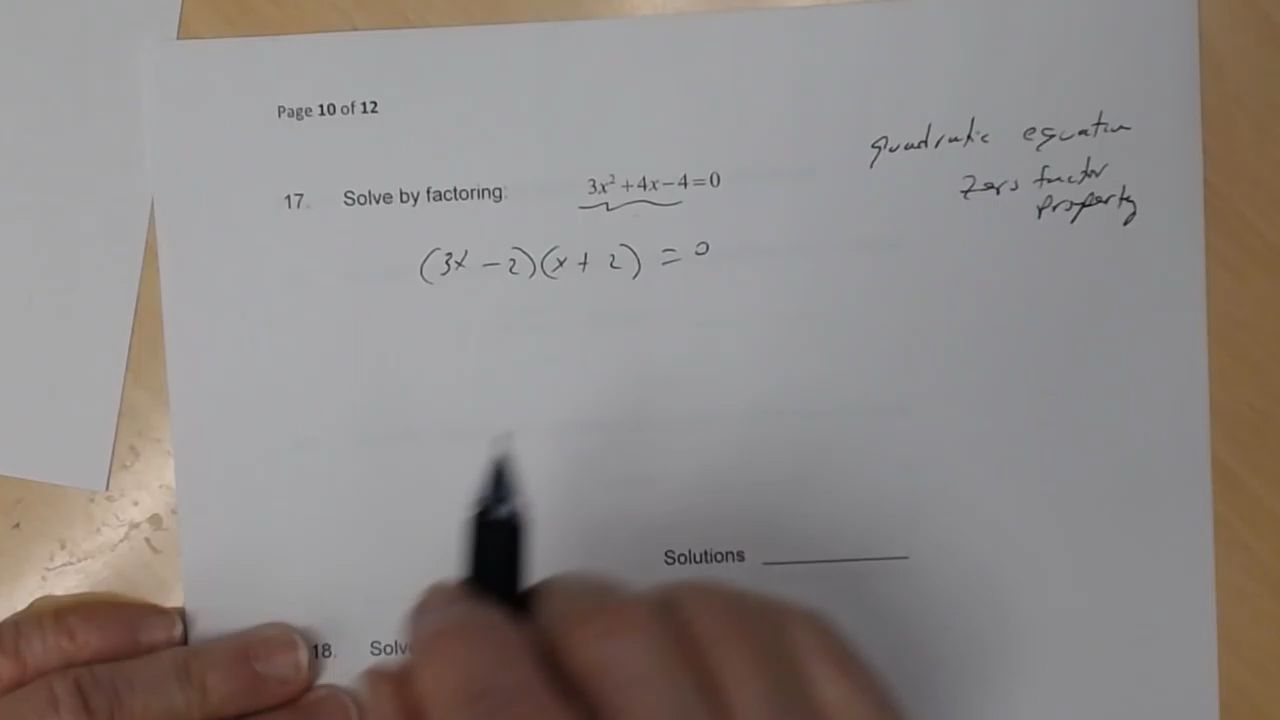 Page 10 of 12
quadratic equation
zero factor
property
17. Solve by factoring: 3x² +4x−4=0
(3x − 2)(x + 2) = 0
Solutions
18. Solv